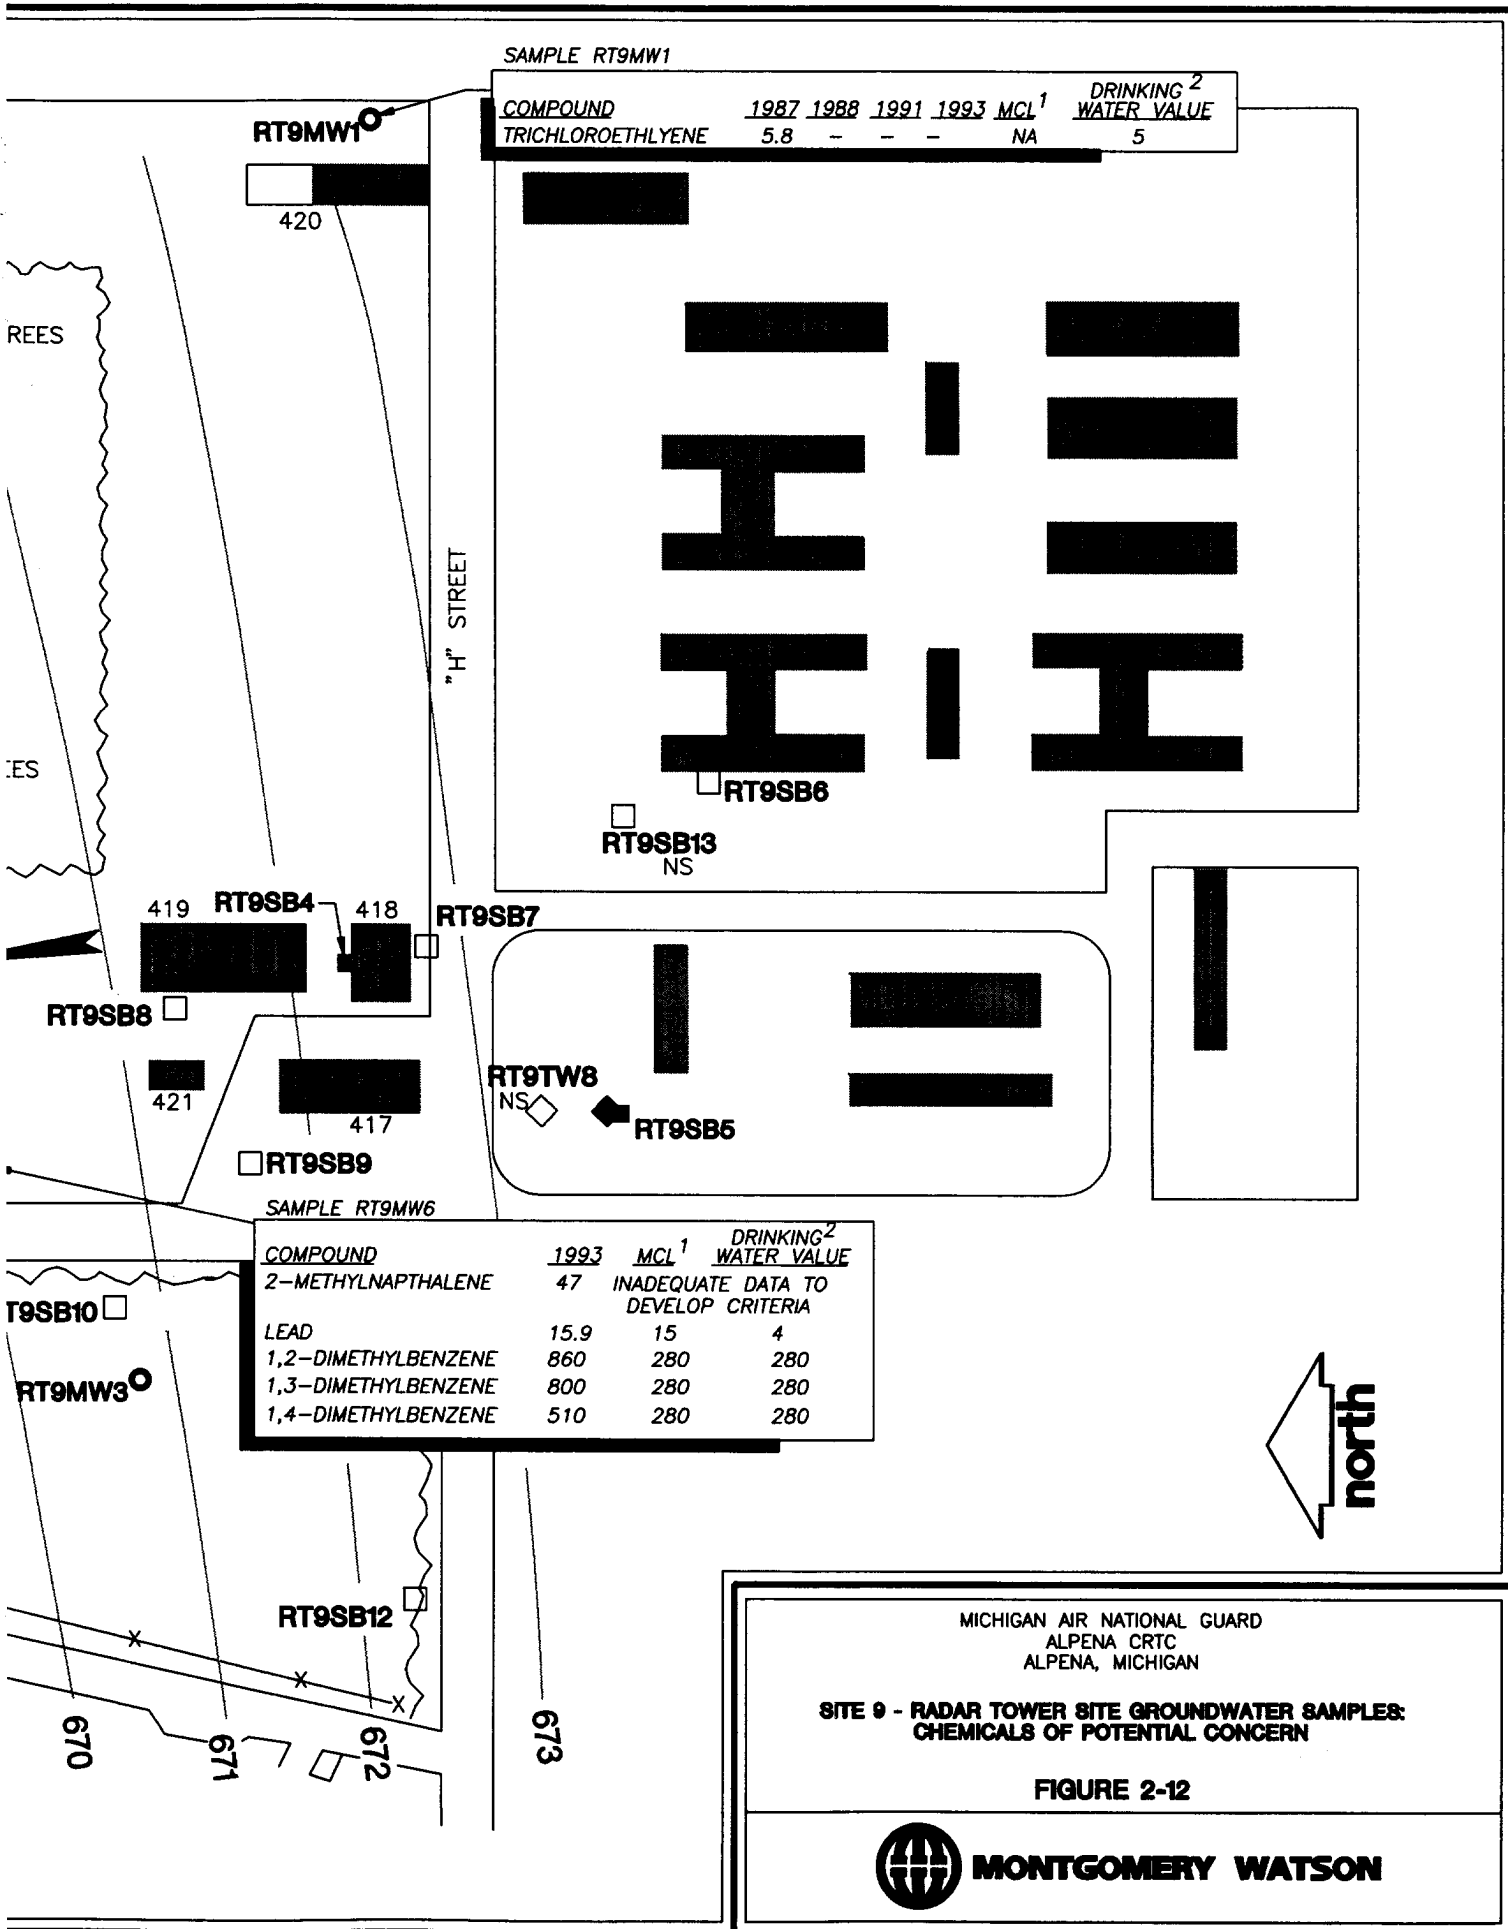 SAMPLE RT9MW1
COMPOUND 1987 1988 1991 1993 MCL1 DRINKING2 WATER VALUE
TRICHLOROETHLYENE 5.8 – – – NA 5
RT9MW1
420
REES
"H" STREET
EES
RT9SB6
RT9SB13
NS
419
RT9SB4
418
RT9SB7
RT9SB8
421
417
RT9TW8
NS
RT9SB5
RT9SB9
SAMPLE RT9MW6
COMPOUND 1993 MCL1 DRINKING2 WATER VALUE
2–METHYLNAPTHALENE 47 INADEQUATE DATA TO
DEVELOP CRITERIA
LEAD 15.9 15 4
1,2–DIMETHYLBENZENE 860 280 280
1,3–DIMETHYLBENZENE 800 280 280
1,4–DIMETHYLBENZENE 510 280 280
T9SB10
RT9MW3
north
RT9SB12
670
671
672
673
MICHIGAN AIR NATIONAL GUARD
ALPENA CRTC
ALPENA, MICHIGAN
SITE 9 - RADAR TOWER SITE GROUNDWATER SAMPLES:
CHEMICALS OF POTENTIAL CONCERN
FIGURE 2-12
MONTGOMERY WATSON